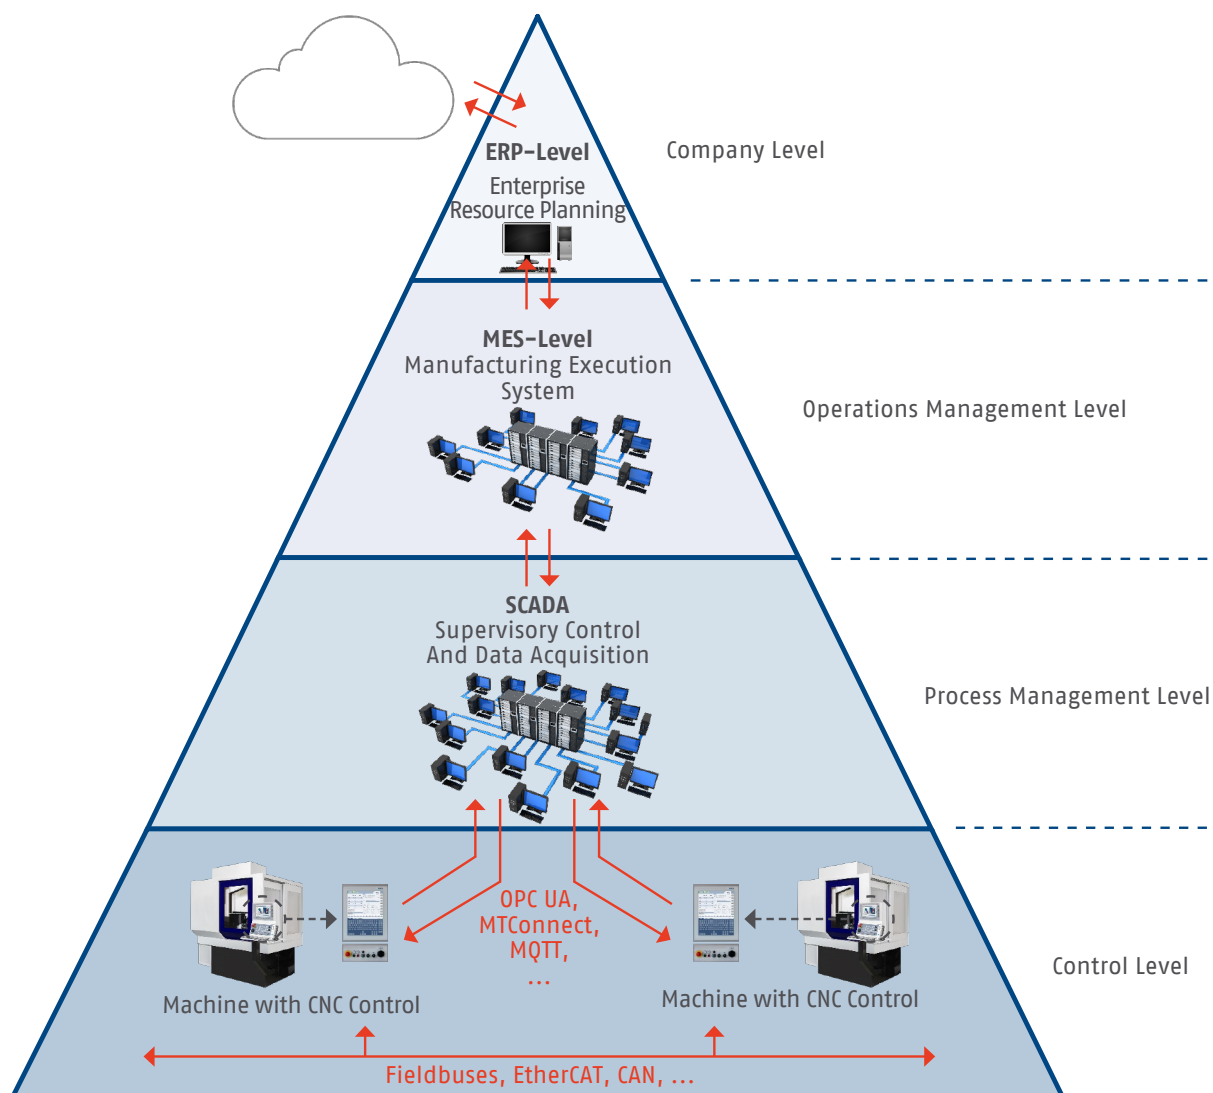 ERP-Level
Company Level
Enterprise
Resource Planning
MES-Level
Manufacturing Execution
System
Operations Management Level
SCADA
Supervisory Control
And Data Acquisition
Process Management Level
OPC UA,
MTConnect,
MQTT,
...
Control Level
Machine with CNC Control
Machine with CNC Control
Fieldbuses, EtherCAT, CAN, ...